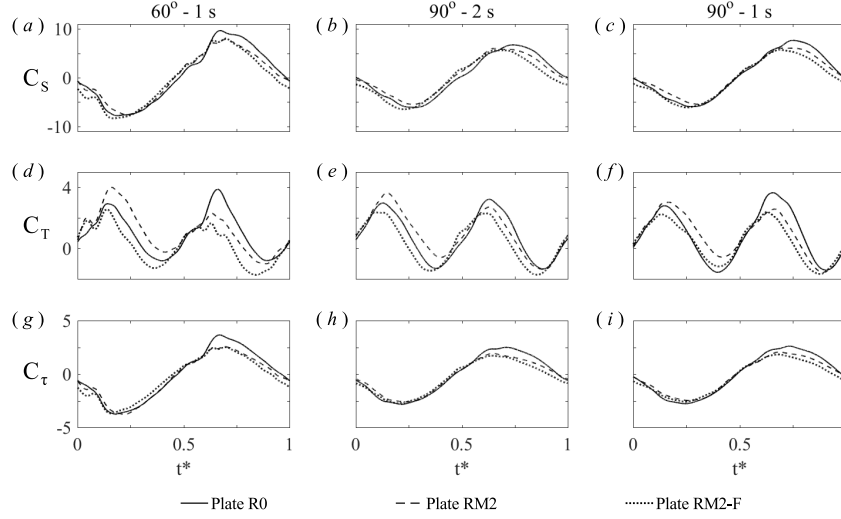 60° - 1 s 90° - 2 s 90° - 1 s
(a) (b) (c)
10
0
-10
C_S
(d) (e) (f)
4
0
C_T
(g) (h) (i)
5
0
-5
C_τ
0 0.5 1 0 0.5 1 0 0.5 1
t* t* t*
Plate R0 Plate RM2 Plate RM2-F